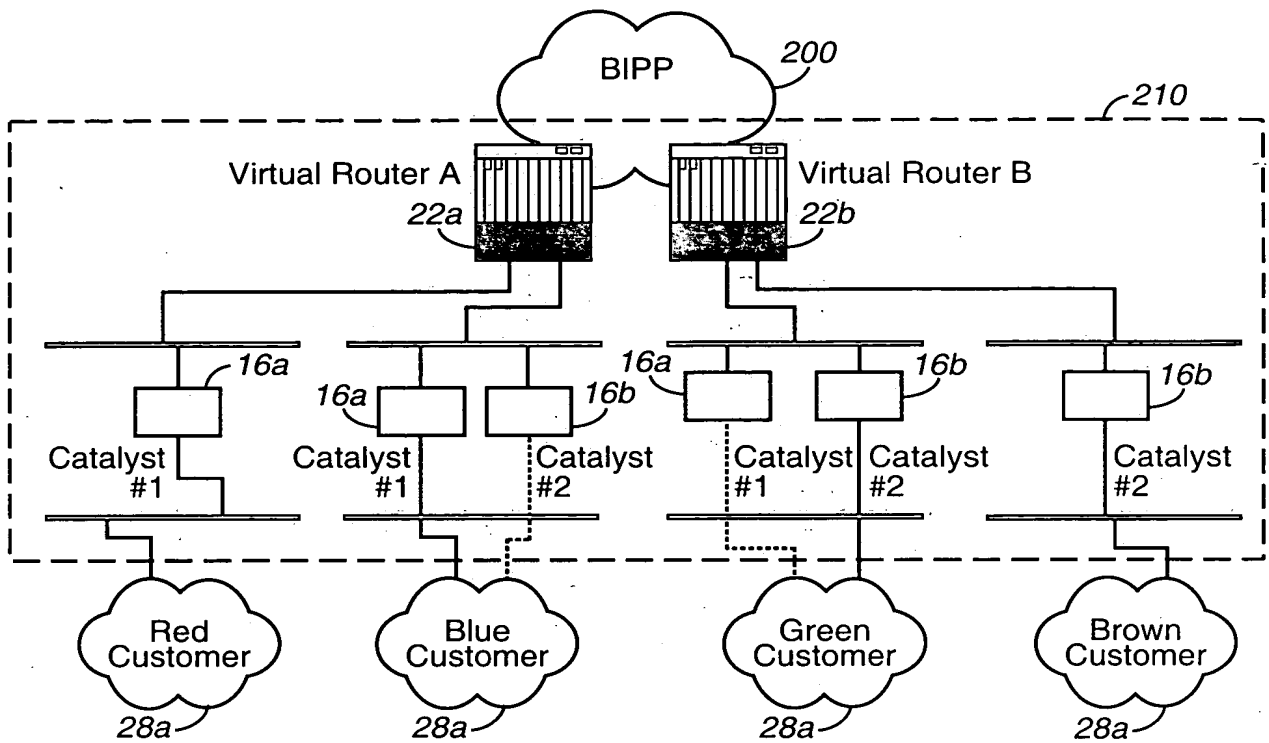 BIPP
200
210
Virtual Router A
22a
Virtual Router B
22b
16a
16a
16b
16a
16b
16b
Catalyst
#1
Catalyst
#1
Catalyst
#2
Catalyst
#1
Catalyst
#2
Catalyst
#2
Red
Customer
Blue
Customer
Green
Customer
Brown
Customer
28a
28a
28a
28a